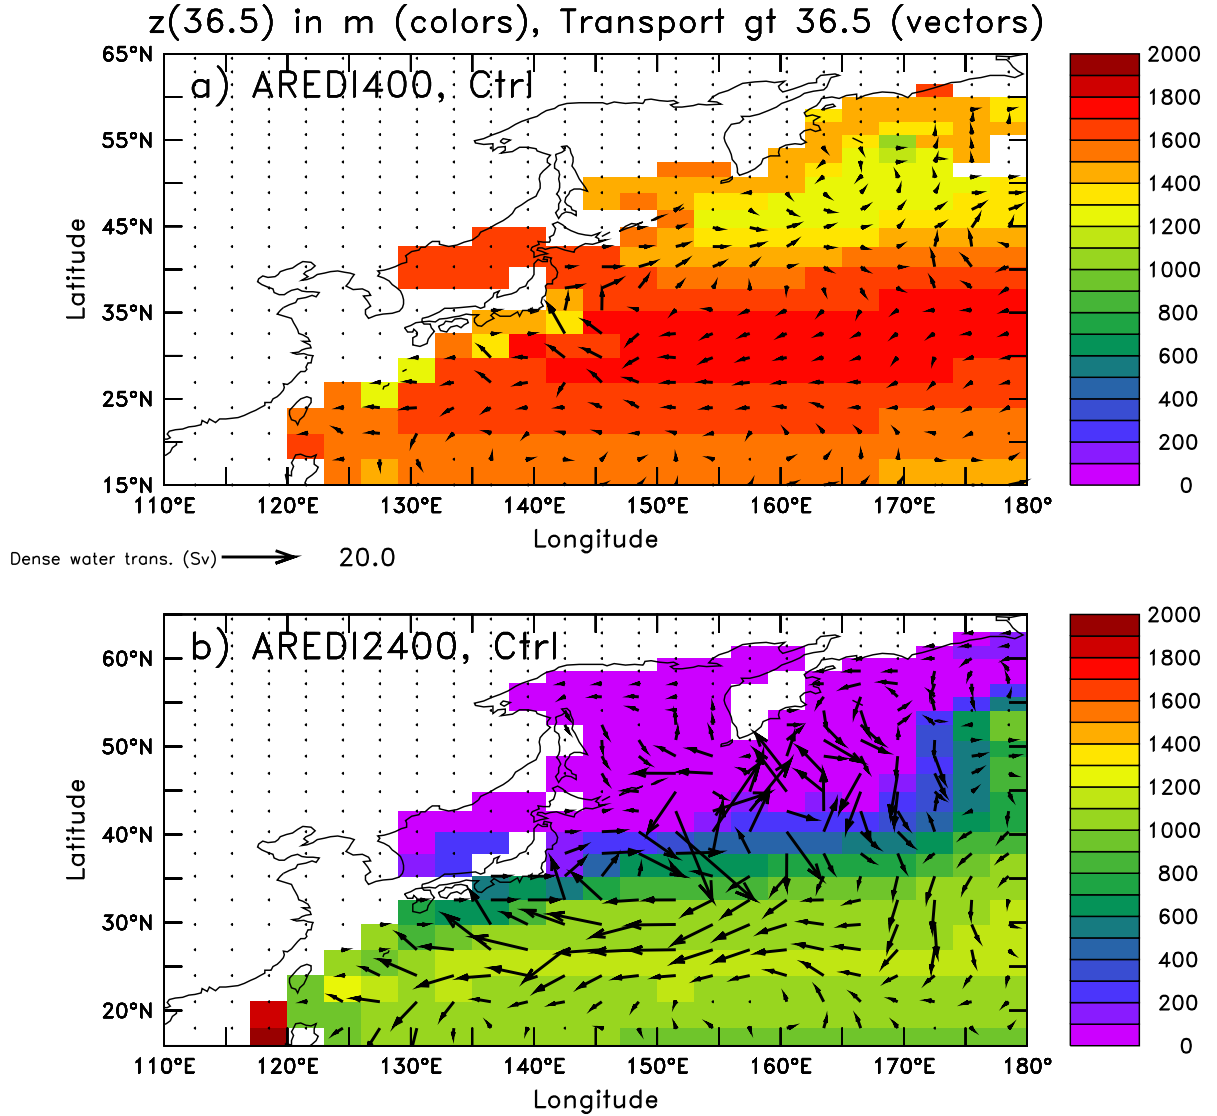 z(36.5) in m (colors), Transport gt 36.5 (vectors)
a) AREDI400, Ctrl
65°N
55°N
45°N
35°N
25°N
15°N
Latitude
110°E 120°E 130°E 140°E 150°E 160°E 170°E 180°
Longitude
2000
1800
1600
1400
1200
1000
800
600
400
200
0
Dense water trans. (Sv) 20.0
b) AREDI2400, Ctrl
60°N
50°N
40°N
30°N
20°N
Latitude
110°E 120°E 130°E 140°E 150°E 160°E 170°E 180°
Longitude
2000
1800
1600
1400
1200
1000
800
600
400
200
0